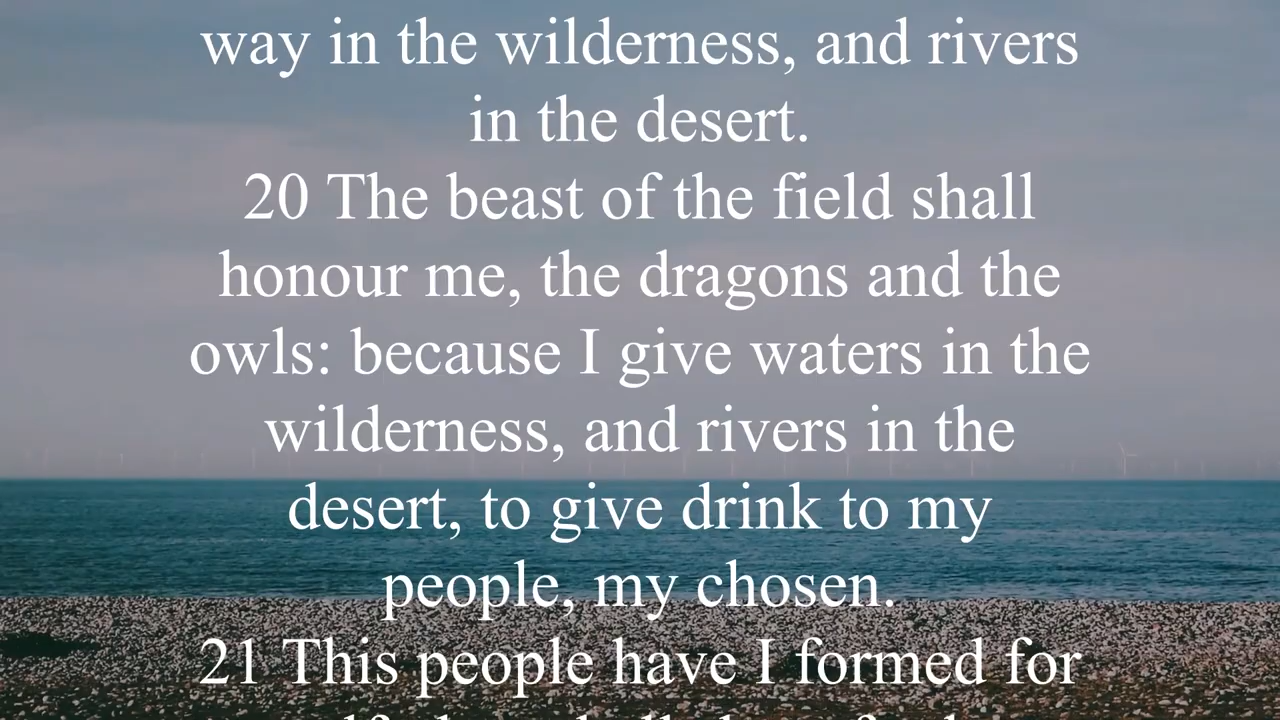 way in the wilderness, and rivers
in the desert.
20 The beast of the field shall
honour me, the dragons and the
owls: because I give waters in the
wilderness, and rivers in the
desert, to give drink to my
people, my chosen.
21 This people have I formed for